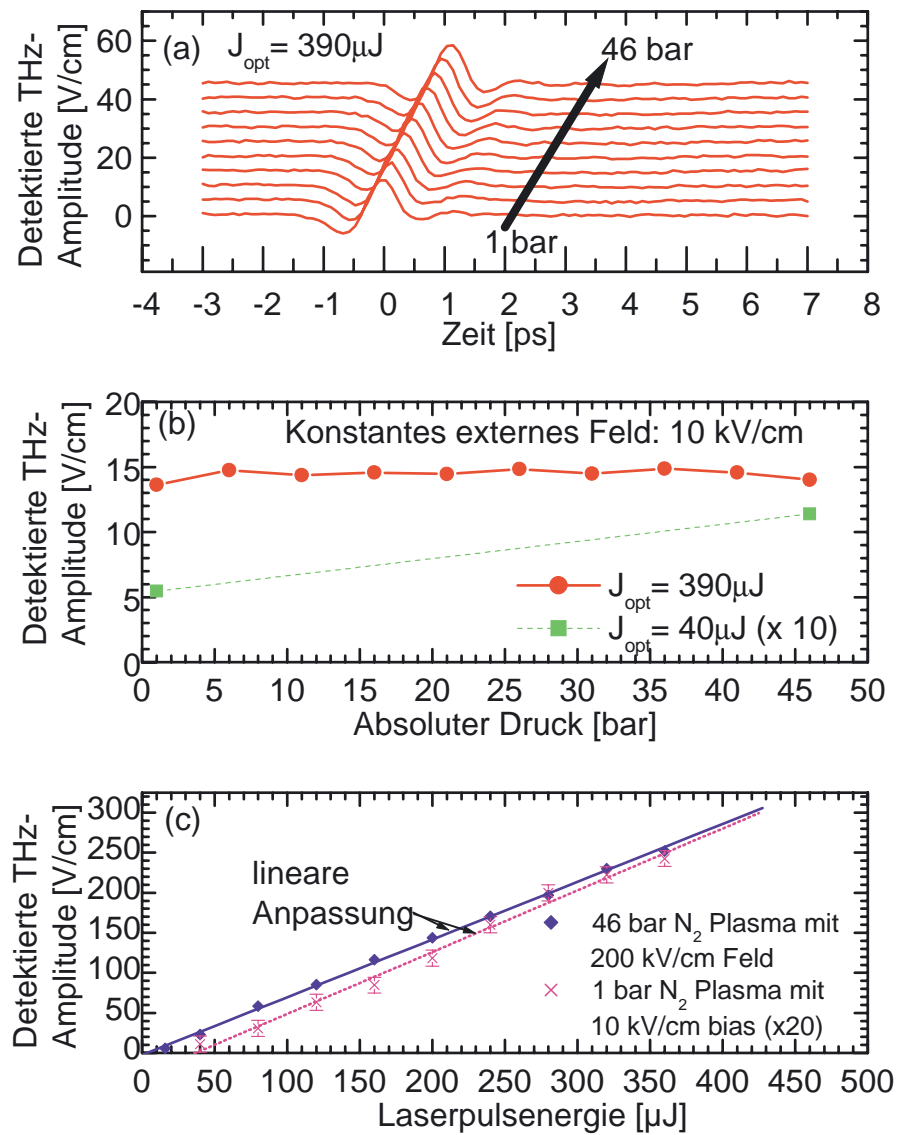 (a)
J_opt = 390µJ
46 bar
1 bar
Detektierte THz-
Amplitude [V/cm]
60
40
20
0
-4 -3 -2 -1 0 1 2 3 4 5 6 7 8
Zeit [ps]
(b)
Konstantes externes Feld: 10 kV/cm
Detektierte THz-
Amplitude [V/cm]
20
15
10
5
0
J_opt = 390µJ
J_opt = 40µJ (x 10)
0 5 10 15 20 25 30 35 40 45 50
Absoluter Druck [bar]
(c)
Detektierte THz-
Amplitude [V/cm]
300
250
200
150
100
50
0
lineare
Anpassung
46 bar N₂ Plasma mit
200 kV/cm Feld
1 bar N₂ Plasma mit
10 kV/cm bias (x20)
0 50 100 150 200 250 300 350 400 450 500
Laserpulsenergie [µJ]